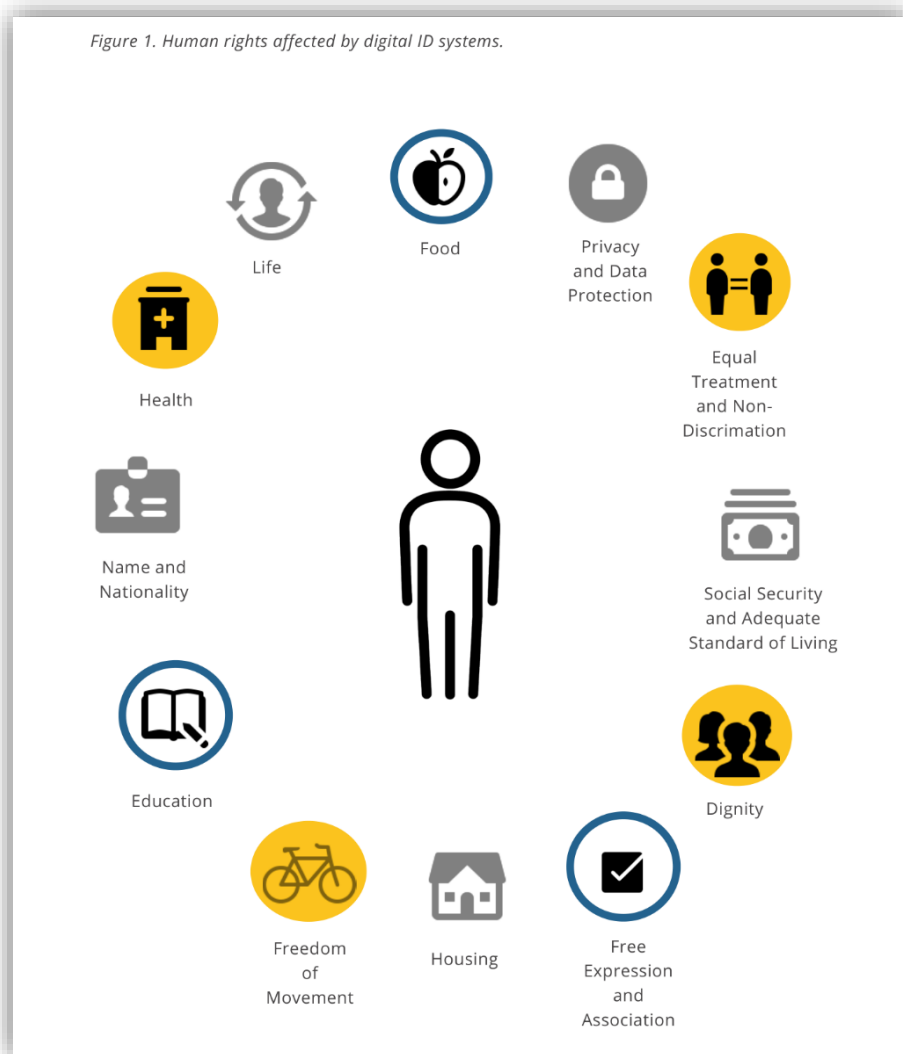 Figure 1. Human rights affected by digital ID systems.
Life
Food
Privacy
and Data
Protection
Health
Equal
Treatment
and Non-
Discrimation
Name and
Nationality
Social Security
and Adequate
Standard of Living
Education
Dignity
Freedom
of
Movement
Housing
Free
Expression
and
Association